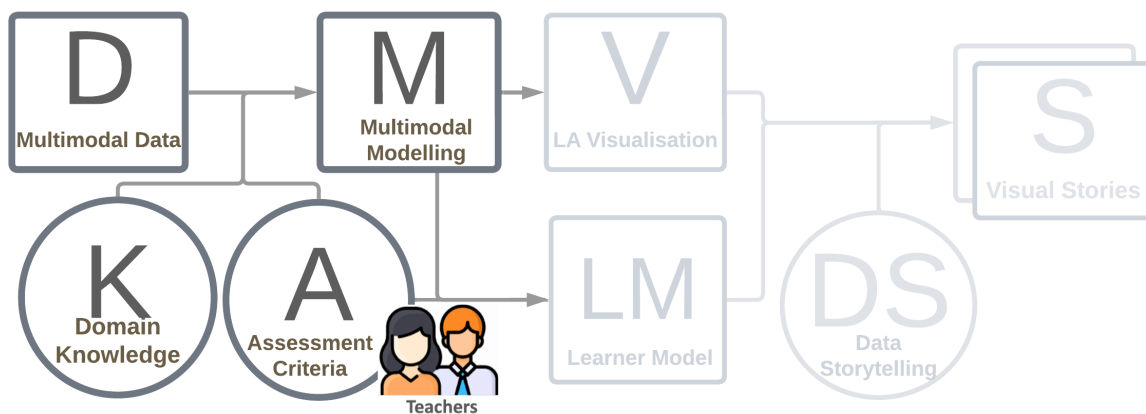 D
Multimodal Data
M
Multimodal
Modelling
V
LA Visualisation
S
Visual Stories
K
Domain
Knowledge
A
Assessment
Criteria
Teachers
LM
Learner Model
DS
Data
Storytelling